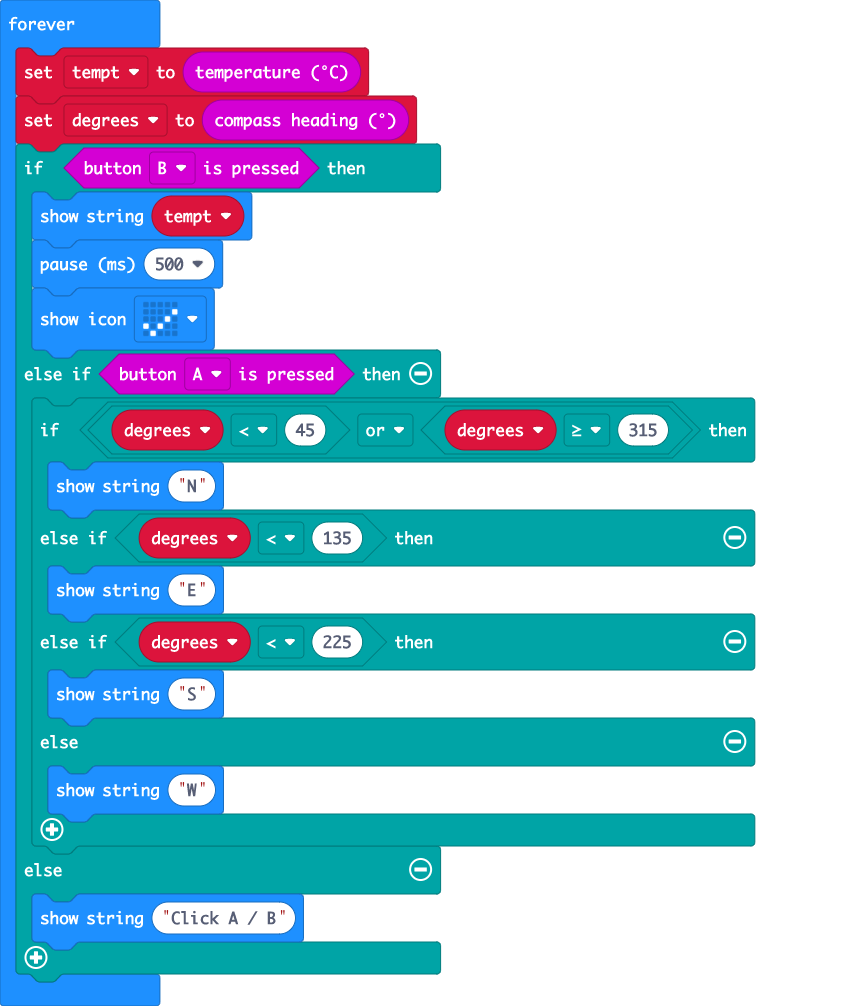 forever
set tempt to temperature (°C)
set degrees to compass heading (°)
if button B is pressed then
show string tempt
pause (ms) 500
show icon
else if button A is pressed then
if degrees < 45 or degrees ≥ 315 then
show string "N"
else if degrees < 135 then
show string "E"
else if degrees < 225 then
show string "S"
else
show string "W"
else
show string "Click A / B"